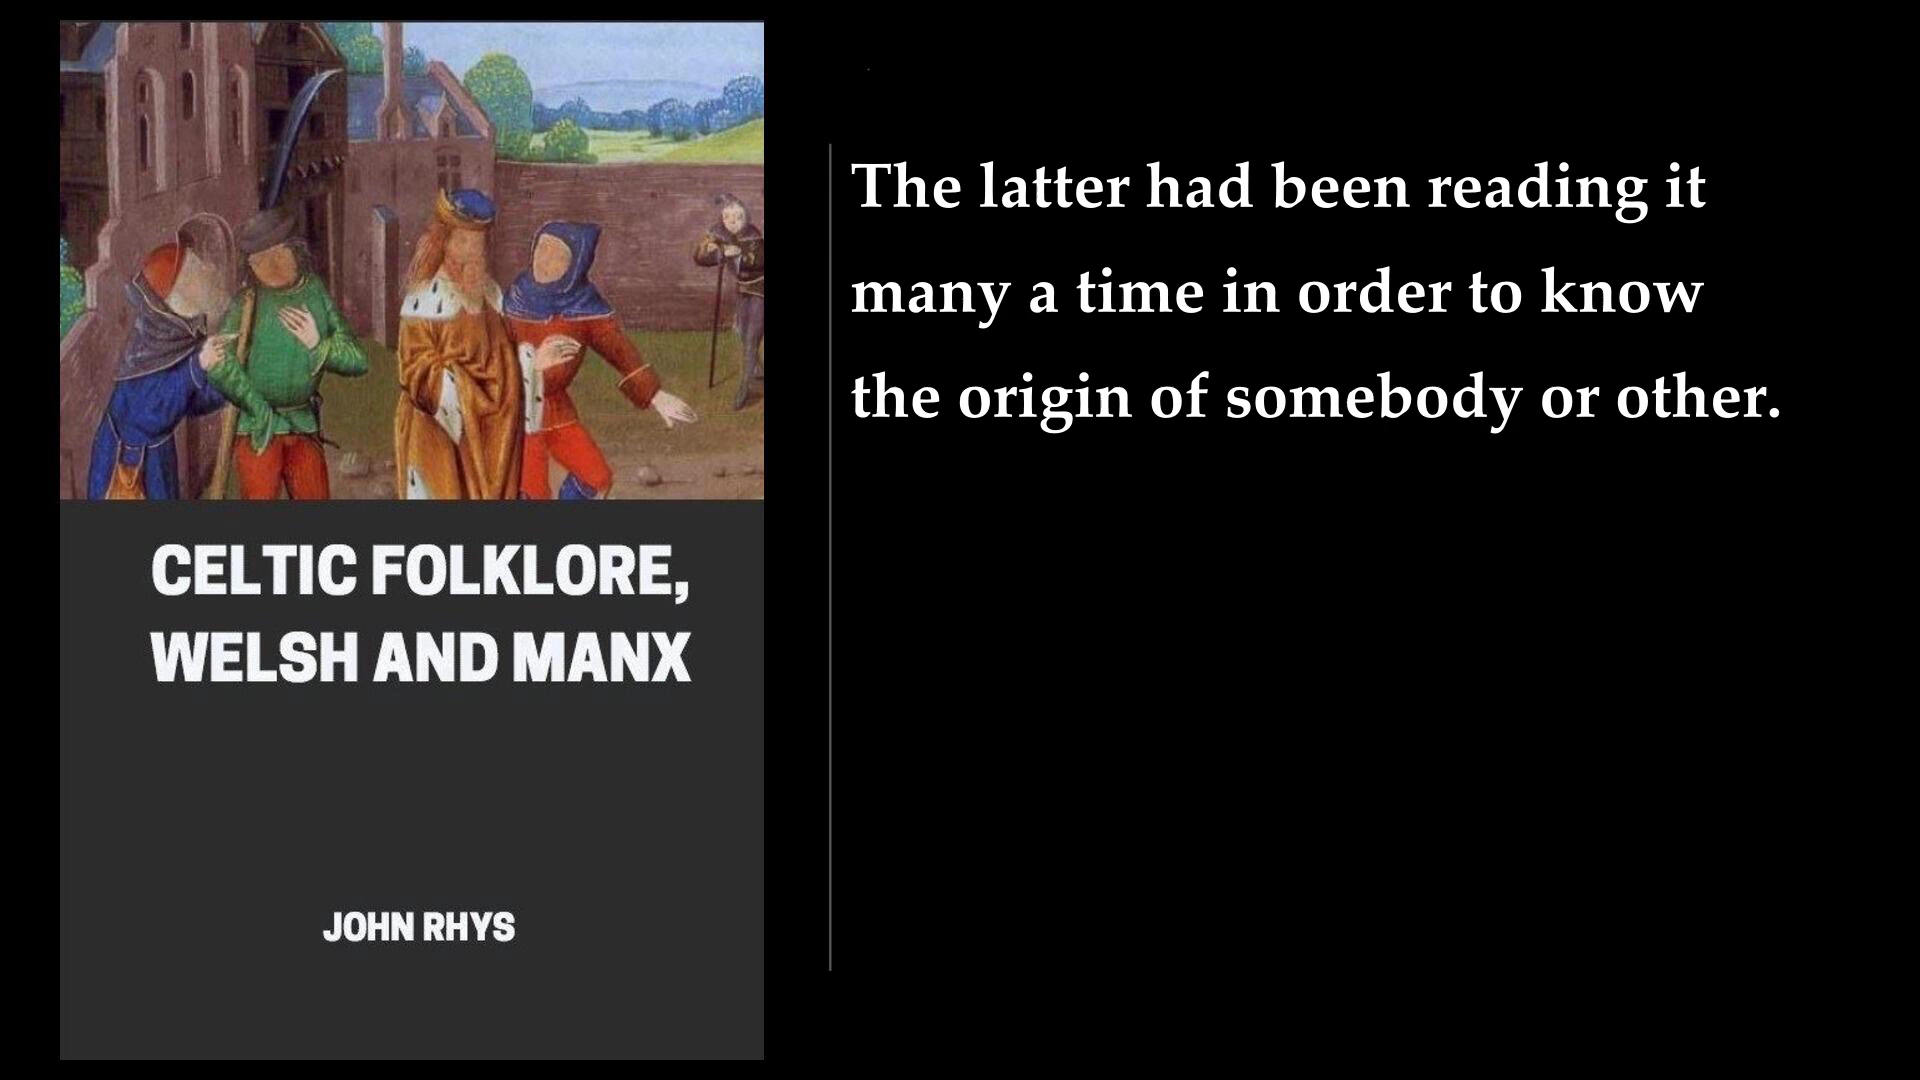 CELTIC FOLKLORE,
WELSH AND MANX
JOHN RHYS
The latter had been reading it
many a time in order to know
the origin of somebody or other.